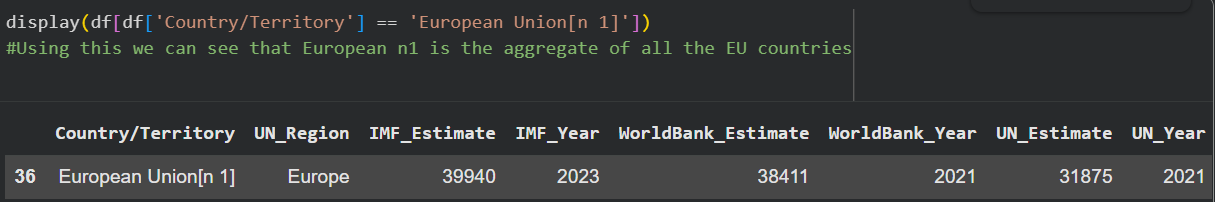 display(df[df['Country/Territory'] == 'European Union[n 1]'])
#Using this we can see that European n1 is the aggregate of all the EU countries
Country/Territory UN_Region IMF_Estimate IMF_Year WorldBank_Estimate WorldBank_Year UN_Estimate UN_Year
36 European Union[n 1] Europe 39940 2023 38411 2021 31875 2021